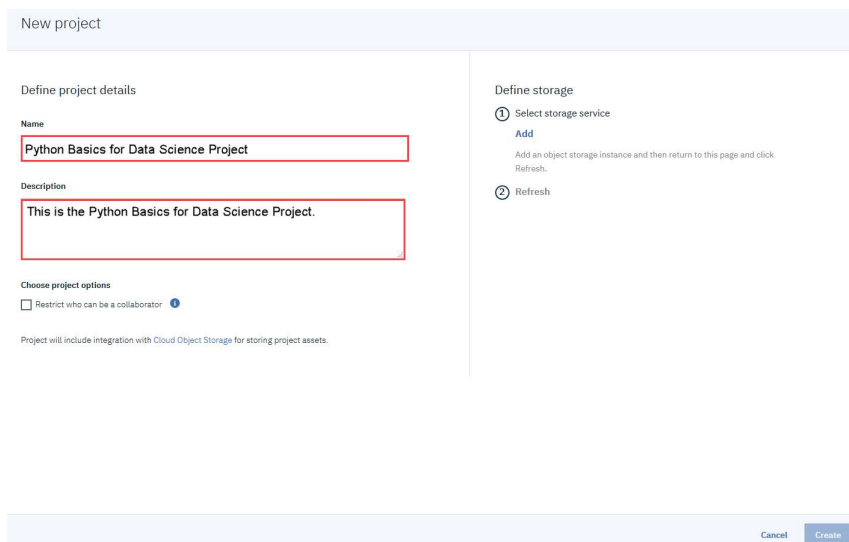 New project
Define project details
Name
Python Basics for Data Science Project
Description
This is the Python Basics for Data Science Project.
Choose project options
Restrict who can be a collaborator
Project will include integration with Cloud Object Storage for storing project assets.
Define storage
1 Select storage service
Add
Add an object storage instance and then return to this page and click
Refresh.
2 Refresh
Cancel
Create